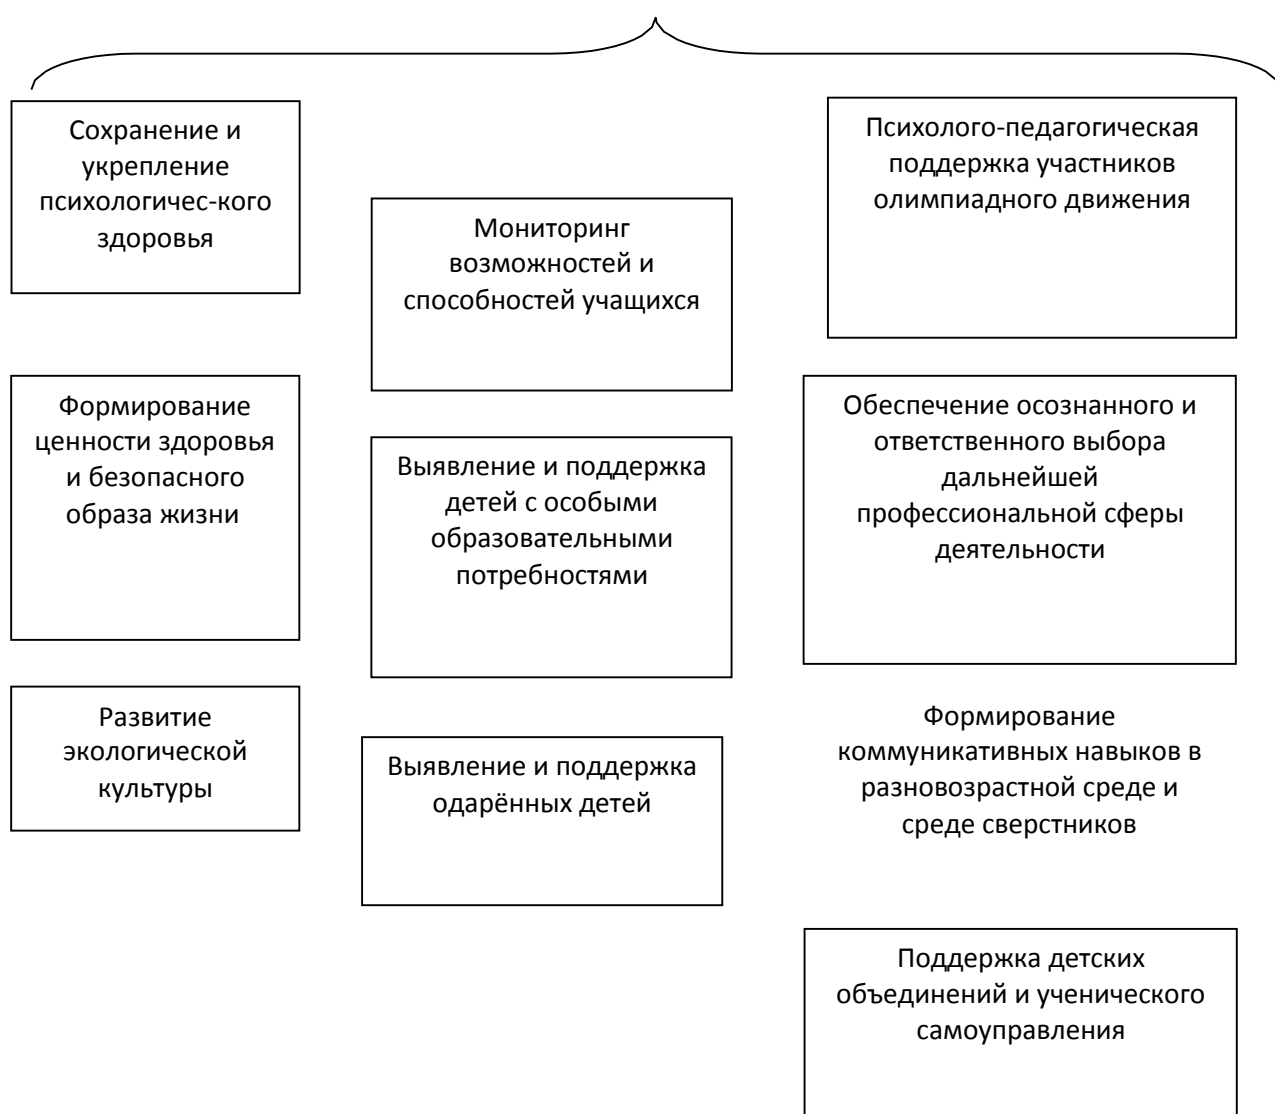 Сохранение и
укрепление
психологичес-кого
здоровья
Формирование
ценности здоровья
и безопасного
образа жизни
Развитие
экологической
культуры
Мониторинг
возможностей и
способностей учащихся
Выявление и поддержка
детей с особыми
образовательными
потребностями
Выявление и поддержка
одарённых детей
Психолого-педагогическая
поддержка участников
олимпиадного движения
Обеспечение осознанного и
ответственного выбора
дальнейшей
профессиональной сферы
деятельности
Формирование
коммуникативных навыков в
разновозрастной среде и
среде сверстников
Поддержка детских
объединений и ученического
самоуправления